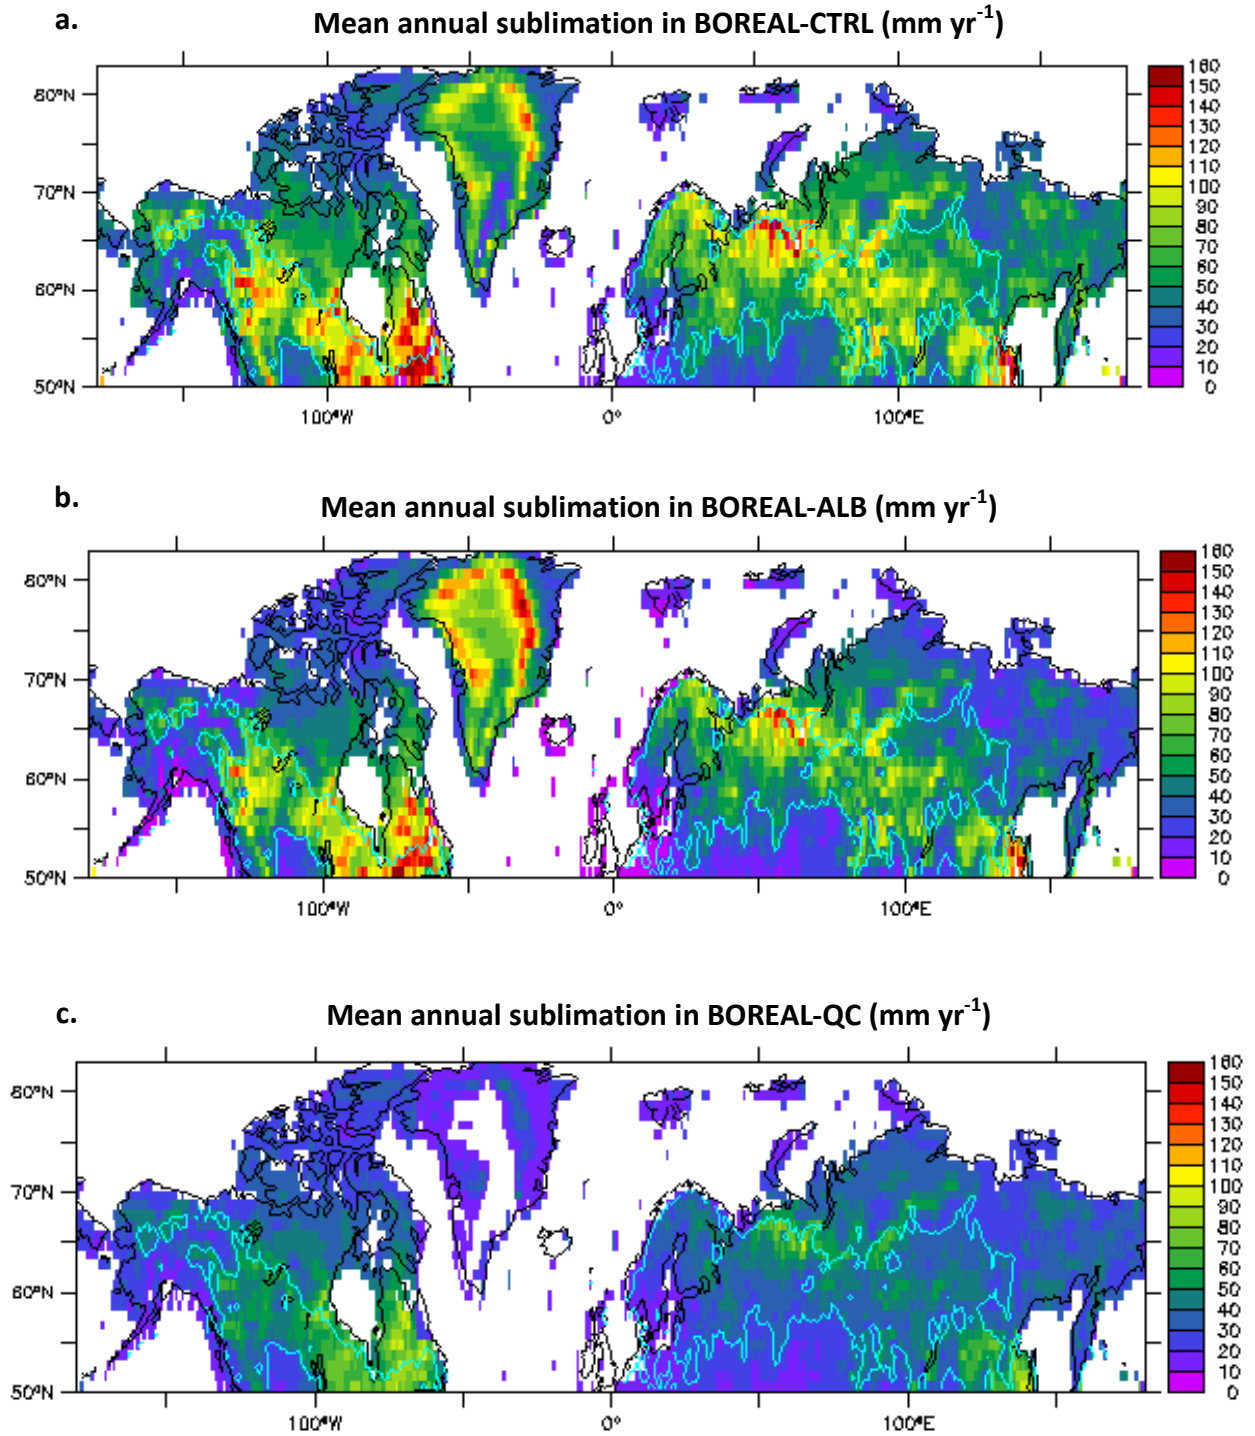 a.
Mean annual sublimation in BOREAL-CTRL (mm yr-1)
80°N
70°N
60°N
50°N
100°W
0°
100°E
160
150
140
130
120
110
100
90
80
70
60
50
40
30
20
10
0
b.
Mean annual sublimation in BOREAL-ALB (mm yr-1)
80°N
70°N
60°N
50°N
100°W
0°
100°E
160
150
140
130
120
110
100
90
80
70
60
50
40
30
20
10
0
c.
Mean annual sublimation in BOREAL-QC (mm yr-1)
80°N
70°N
60°N
50°N
100°W
0°
100°E
160
150
140
130
120
110
100
90
80
70
60
50
40
30
20
10
0